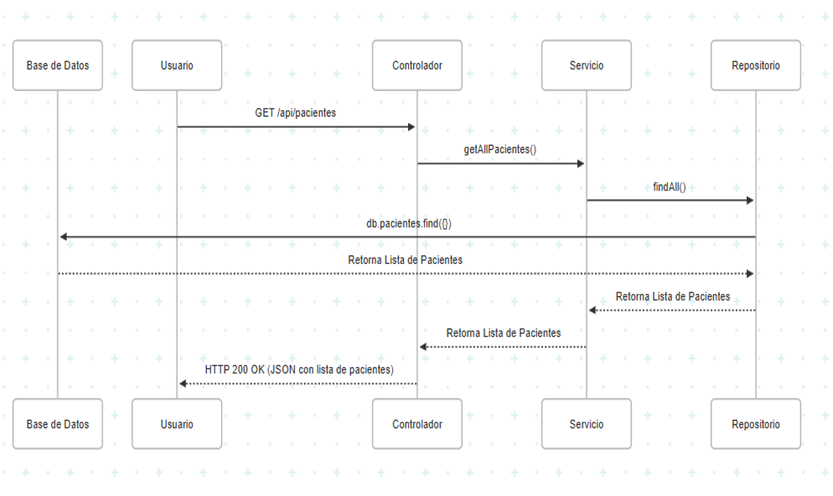 Base de Datos
Usuario
Controlador
Servicio
Repositorio
GET /api/pacientes
getAllPacientes()
findAll()
db.pacientes.find({})
Retorna Lista de Pacientes
Retorna Lista de Pacientes
Retorna Lista de Pacientes
HTTP 200 OK (JSON con lista de pacientes)
Base de Datos
Usuario
Controlador
Servicio
Repositorio